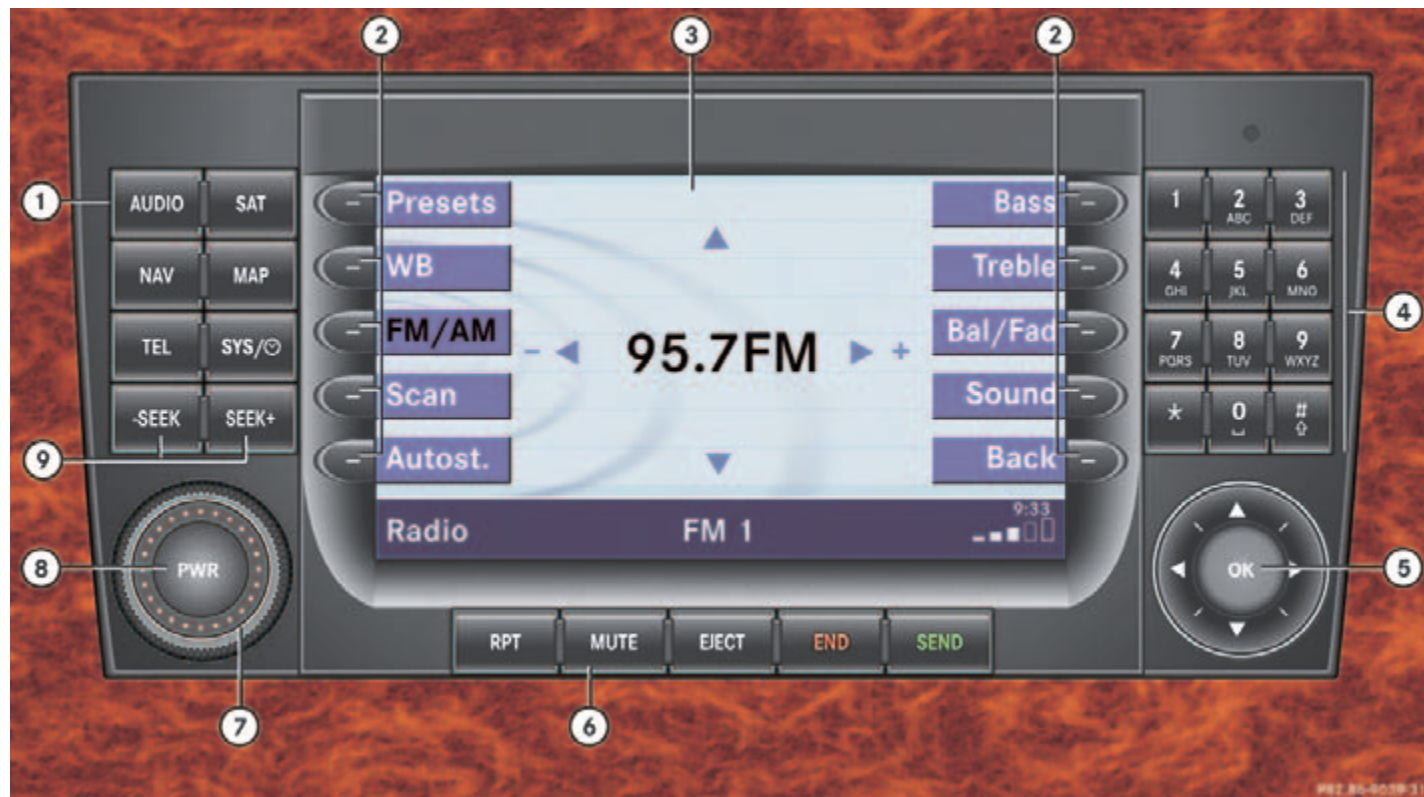 2 3 2
1
AUDIO SAT
NAV MAP
TEL SYS/
-SEEK SEEK+
9
8
PWR
7
Presets
WB
FM/AM
Scan
Autost.
- 95.7FM +
Bass
Treble
Bal/Fad
Sound
Back
Radio FM 1 9:33
RPT MUTE EJECT END SEND
6
1 2 ABC 3 DEF
4 GHI 5 JKL 6 MNO
7 PQRS 8 TUV 9 WXYZ
* 0 #
4
OK
5